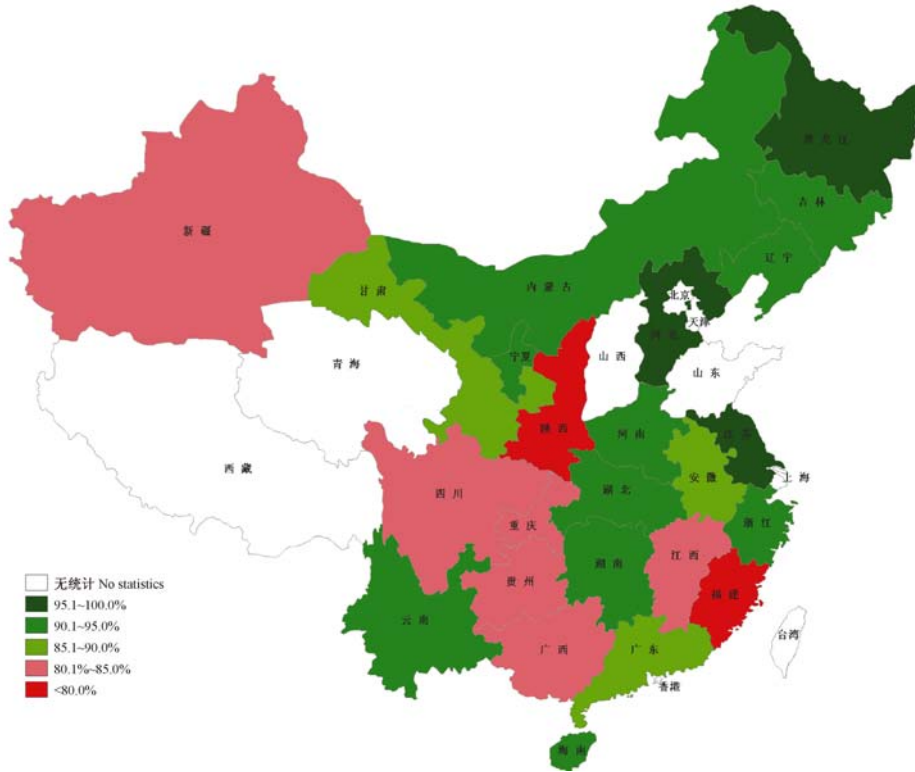 黑龙江
吉林
辽宁
新疆
内蒙古
甘肃
北京
天津
河北
宁夏
山西
青海
山东
陕西
河南
江苏
西藏
安徽
上海
四川
湖北
浙江
重庆
湖南
江西
贵州
福建
云南
广西
广东
台湾
香港
海南
无统计 No statistics
95.1~100.0%
90.1~95.0%
85.1~90.0%
80.1%~85.0%
<80.0%